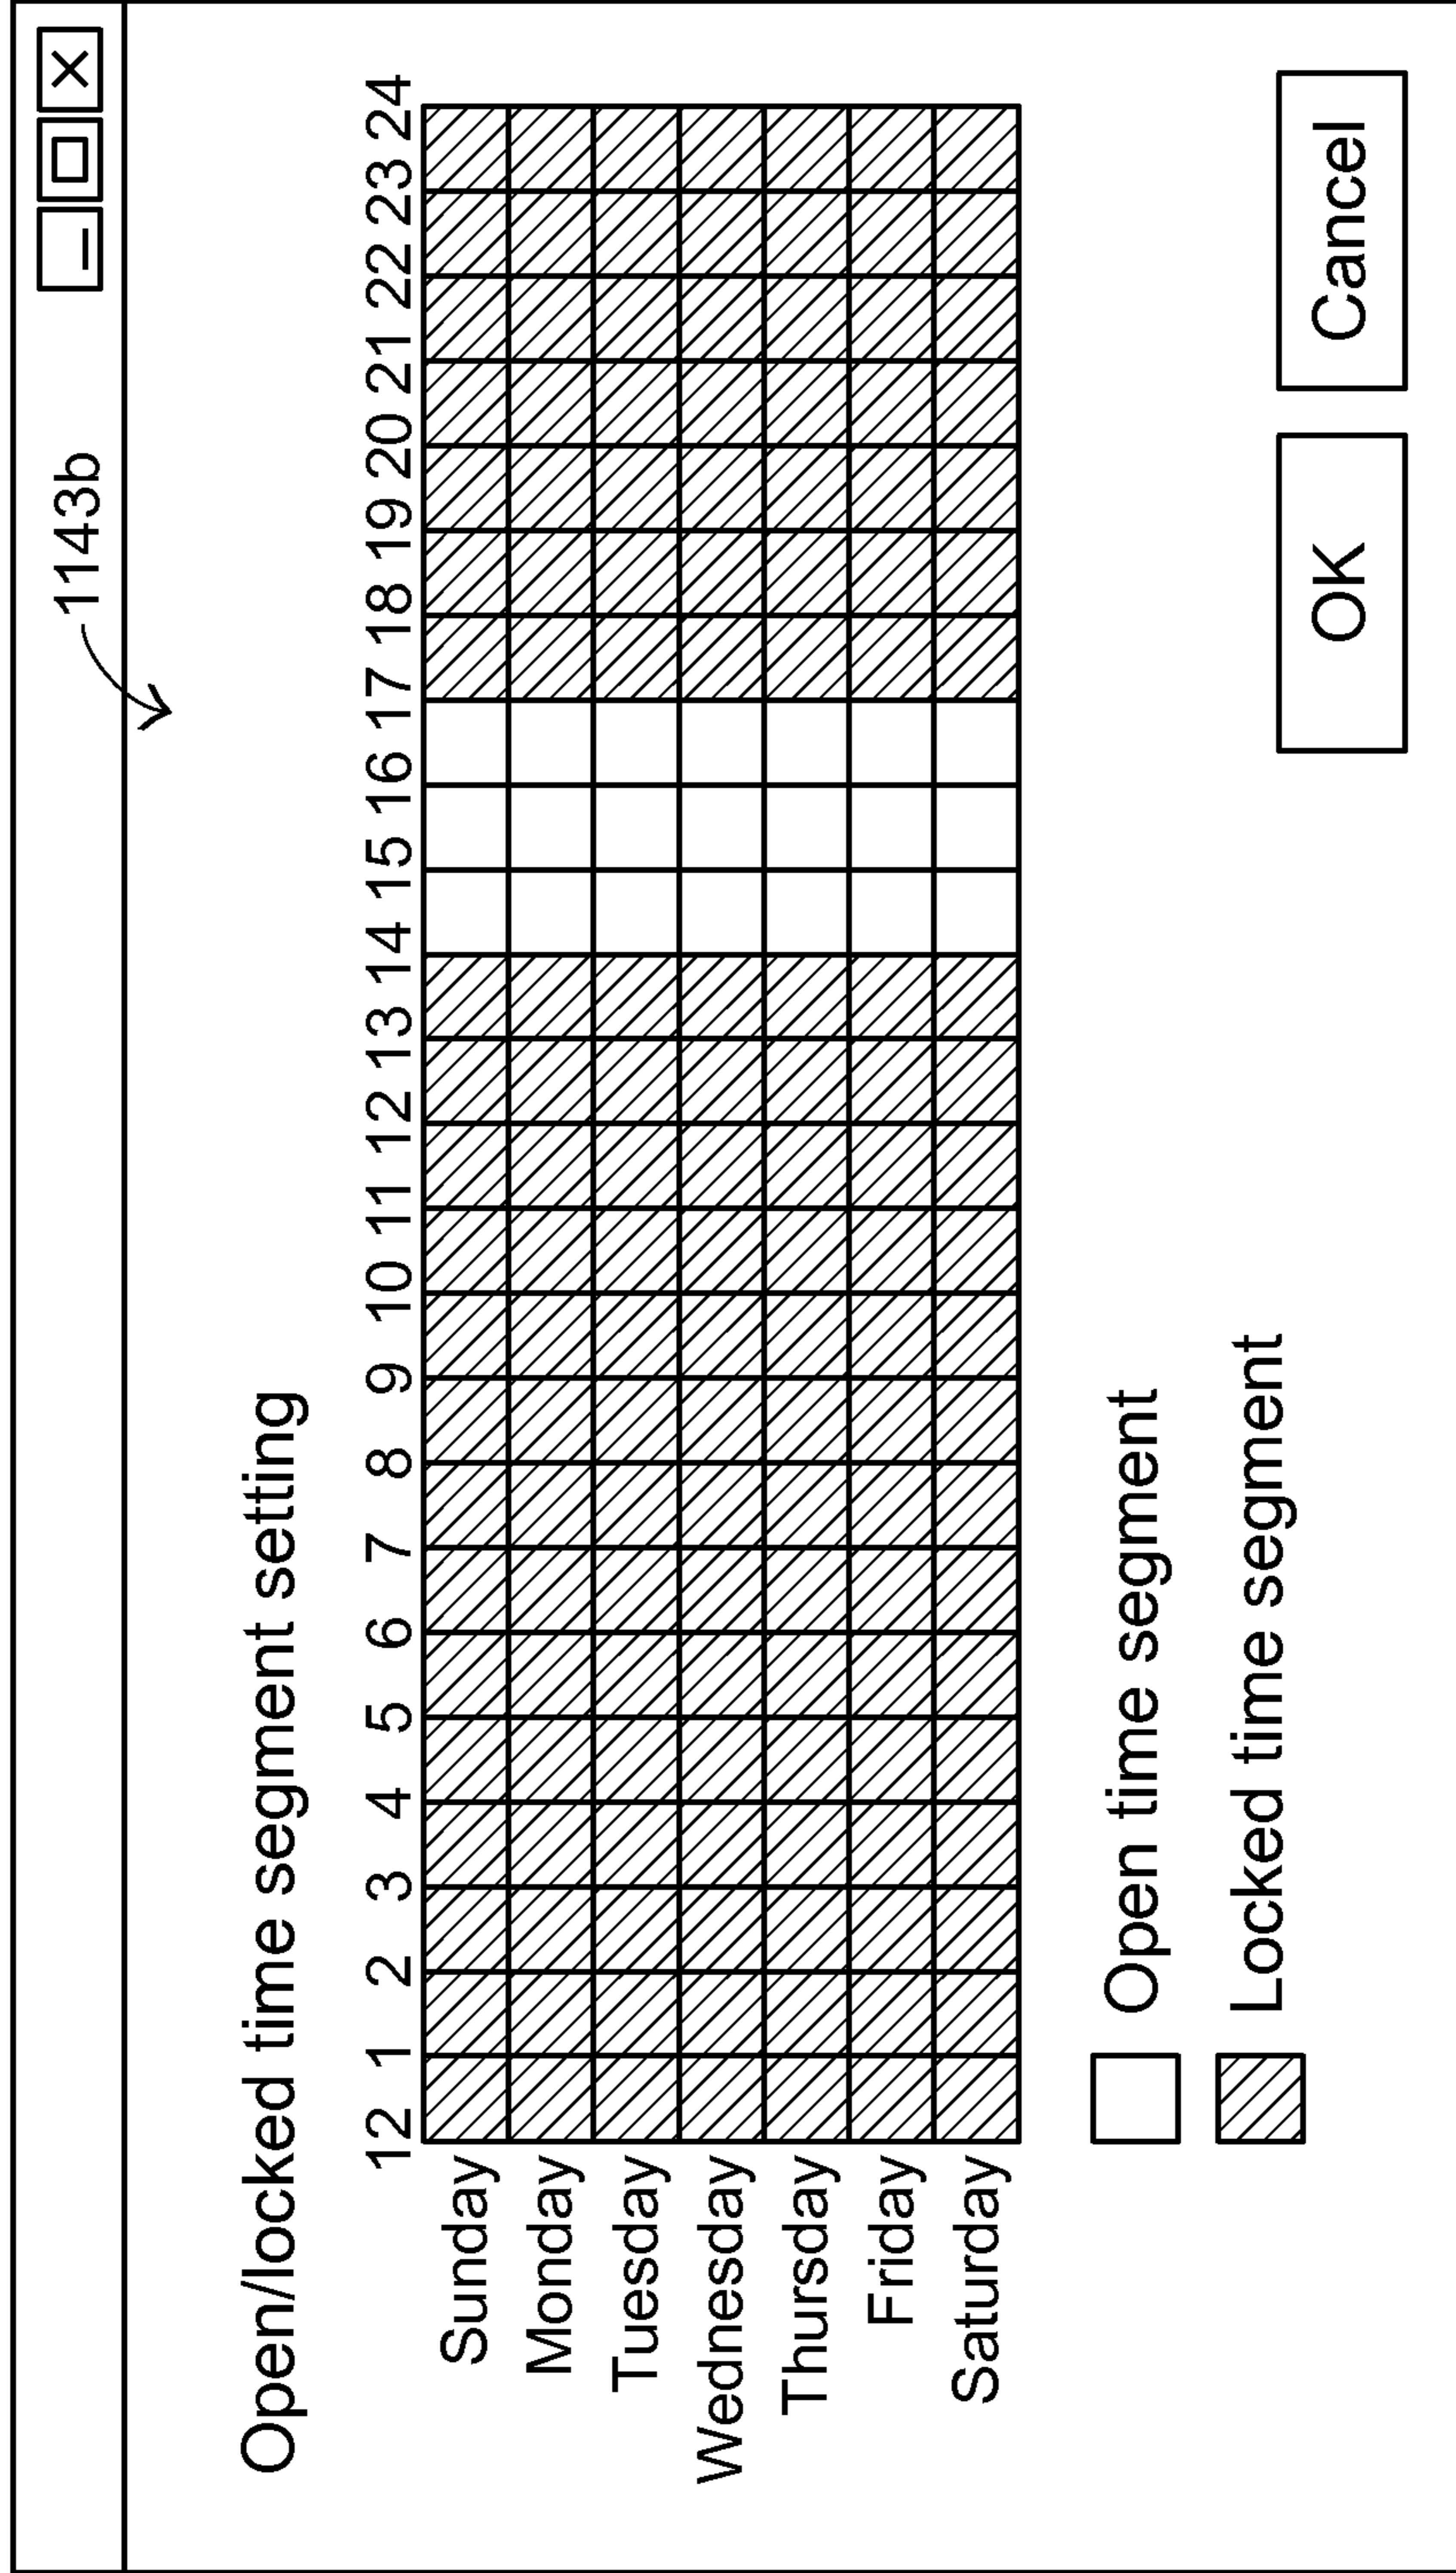 1143b
Open/locked time segment setting
12 1 2 3 4 5 6 7 8 9 10 11 12 13 14 15 16 17 18 19 20 21 22 23 24
Sunday
Monday
Tuesday
Wednesday
Thursday
Friday
Saturday
Open time segment
Locked time segment
OK Cancel